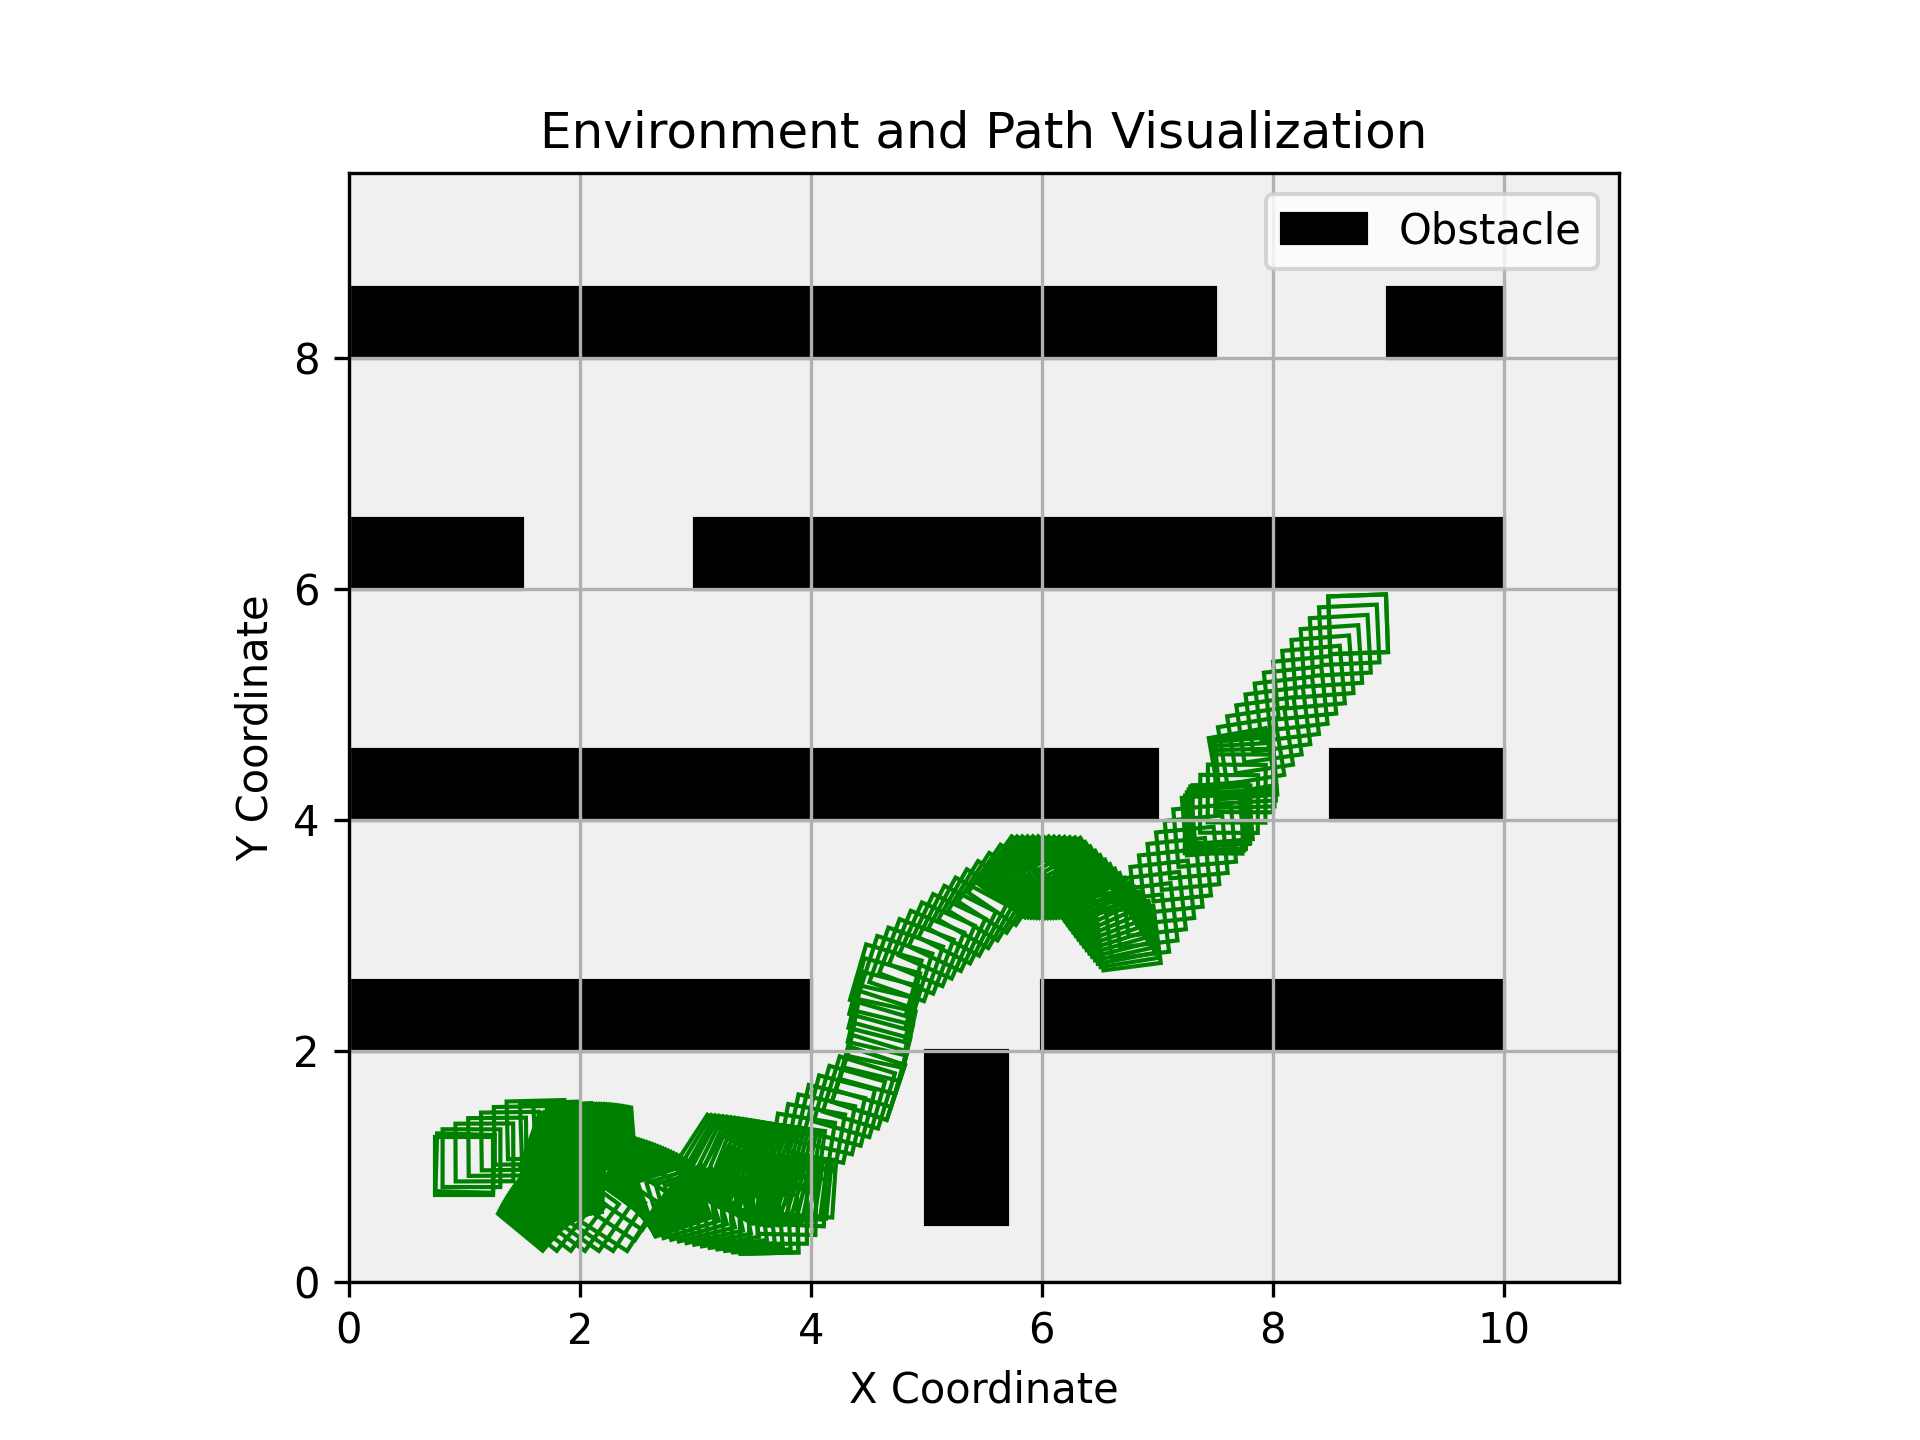 Environment and Path Visualization
Obstacle
8
6
4
2
0
Y Coordinate
0 2 4 6 8 10
X Coordinate